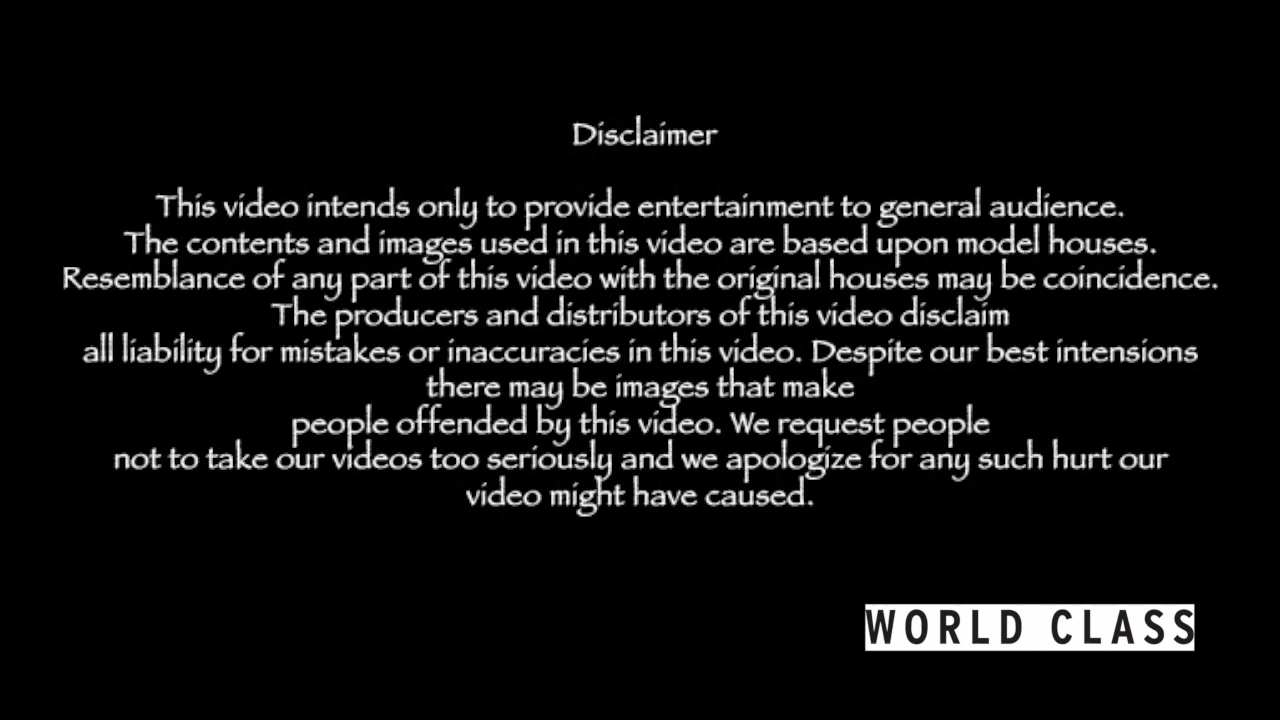 Disclaimer
This video intends only to provide entertainment to general audience.
The contents and images used in this video are based upon model houses.
Resemblance of any part of this video with the original houses may be coincidence.
The producers and distributors of this video disclaim
all liability for mistakes or inaccuracies in this video. Despite our best intensions
there may be images that make
people offended by this video. We request people
not to take our videos too seriously and we apologize for any such hurt our
video might have caused.
WORLD CLASS